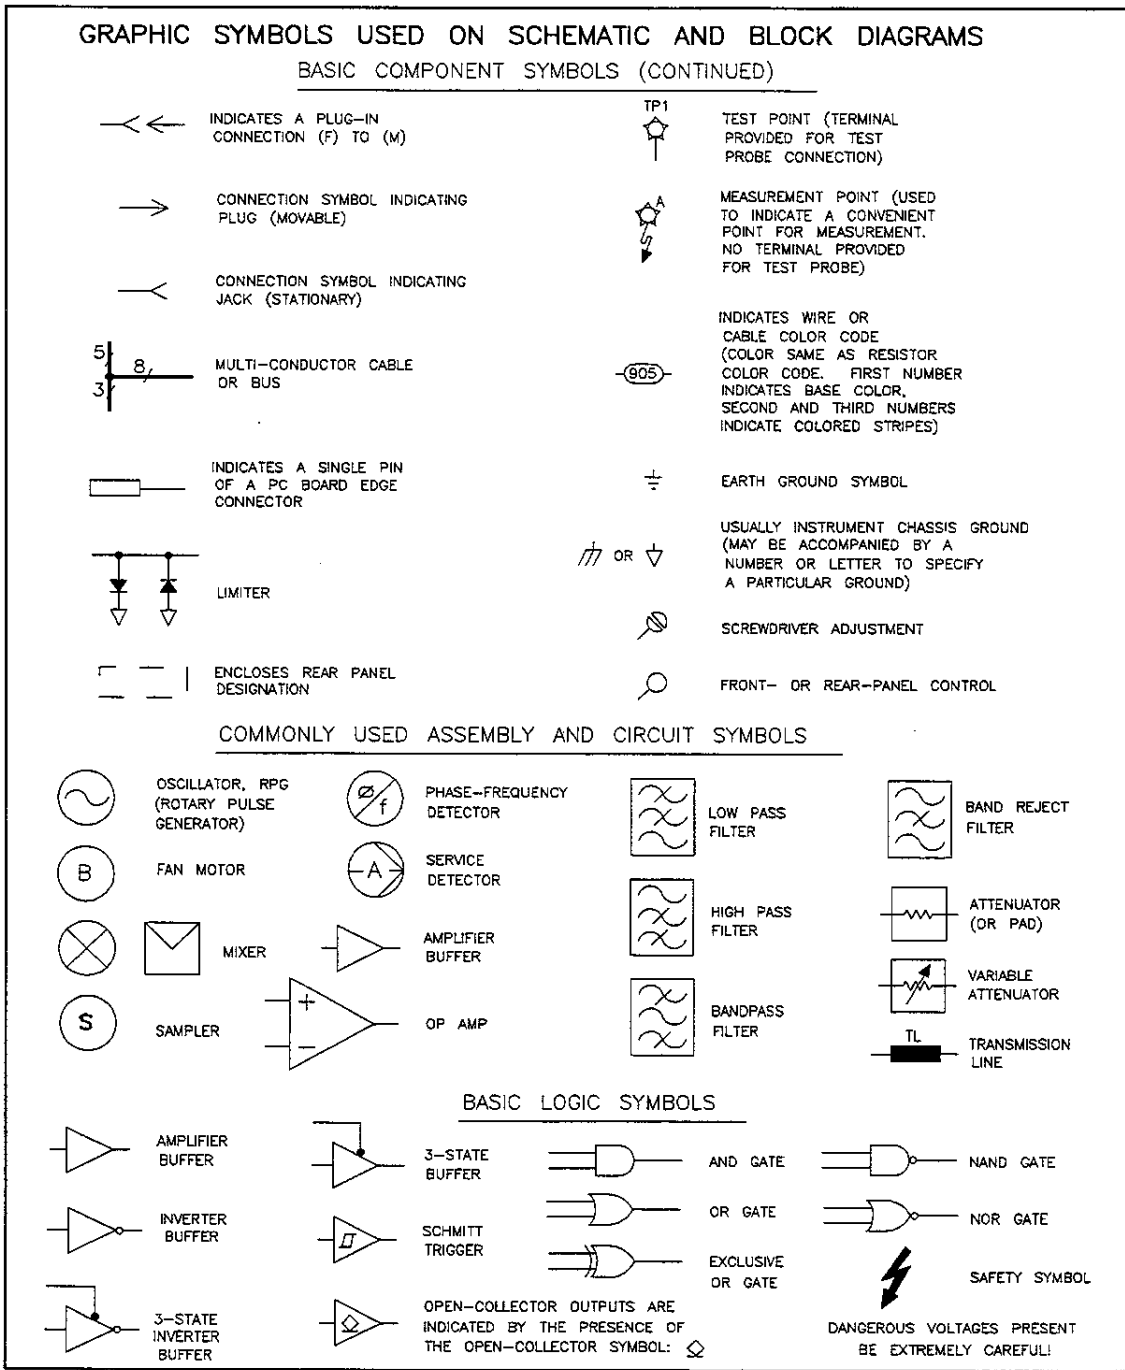 GRAPHIC SYMBOLS USED ON SCHEMATIC AND BLOCK DIAGRAMS
BASIC COMPONENT SYMBOLS (CONTINUED)
INDICATES A PLUG-IN
CONNECTION (F) TO (M)
CONNECTION SYMBOL INDICATING
PLUG (MOVABLE)
CONNECTION SYMBOL INDICATING
JACK (STATIONARY)
5
8
3
MULTI-CONDUCTOR CABLE
OR BUS
INDICATES A SINGLE PIN
OF A PC BOARD EDGE
CONNECTOR
LIMITER
ENCLOSES REAR PANEL
DESIGNATION
TP1
TEST POINT (TERMINAL
PROVIDED FOR TEST
PROBE CONNECTION)
A
MEASUREMENT POINT (USED
TO INDICATE A CONVENIENT
POINT FOR MEASUREMENT.
NO TERMINAL PROVIDED
FOR TEST PROBE)
905
INDICATES WIRE OR
CABLE COLOR CODE
(COLOR SAME AS RESISTOR
COLOR CODE. FIRST NUMBER
INDICATES BASE COLOR,
SECOND AND THIRD NUMBERS
INDICATE COLORED STRIPES)
EARTH GROUND SYMBOL
OR
USUALLY INSTRUMENT CHASSIS GROUND
(MAY BE ACCOMPANIED BY A
NUMBER OR LETTER TO SPECIFY
A PARTICULAR GROUND)
SCREWDRIVER ADJUSTMENT
FRONT- OR REAR-PANEL CONTROL
COMMONLY USED ASSEMBLY AND CIRCUIT SYMBOLS
OSCILLATOR, RPG
(ROTARY PULSE
GENERATOR)
B
FAN MOTOR
MIXER
S
SAMPLER
Ø/f
PHASE-FREQUENCY
DETECTOR
A
SERVICE
DETECTOR
AMPLIFIER
BUFFER
+
−
OP AMP
LOW PASS
FILTER
HIGH PASS
FILTER
BANDPASS
FILTER
BAND REJECT
FILTER
ATTENUATOR
(OR PAD)
VARIABLE
ATTENUATOR
TL
TRANSMISSION
LINE
BASIC LOGIC SYMBOLS
AMPLIFIER
BUFFER
INVERTER
BUFFER
3-STATE
INVERTER
BUFFER
3-STATE
BUFFER
SCHMITT
TRIGGER
OPEN-COLLECTOR OUTPUTS ARE
INDICATED BY THE PRESENCE OF
THE OPEN-COLLECTOR SYMBOL:
AND GATE
OR GATE
EXCLUSIVE
OR GATE
NAND GATE
NOR GATE
SAFETY SYMBOL
DANGEROUS VOLTAGES PRESENT
BE EXTREMELY CAREFUL!